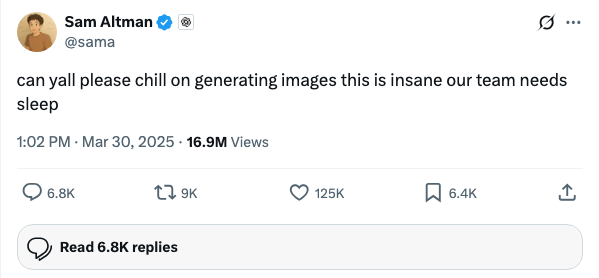 Sam Altman
@sama
can yall please chill on generating images this is insane our team needs
sleep
1:02 PM · Mar 30, 2025 · 16.9M Views
6.8K 9K 125K 6.4K
Read 6.8K replies